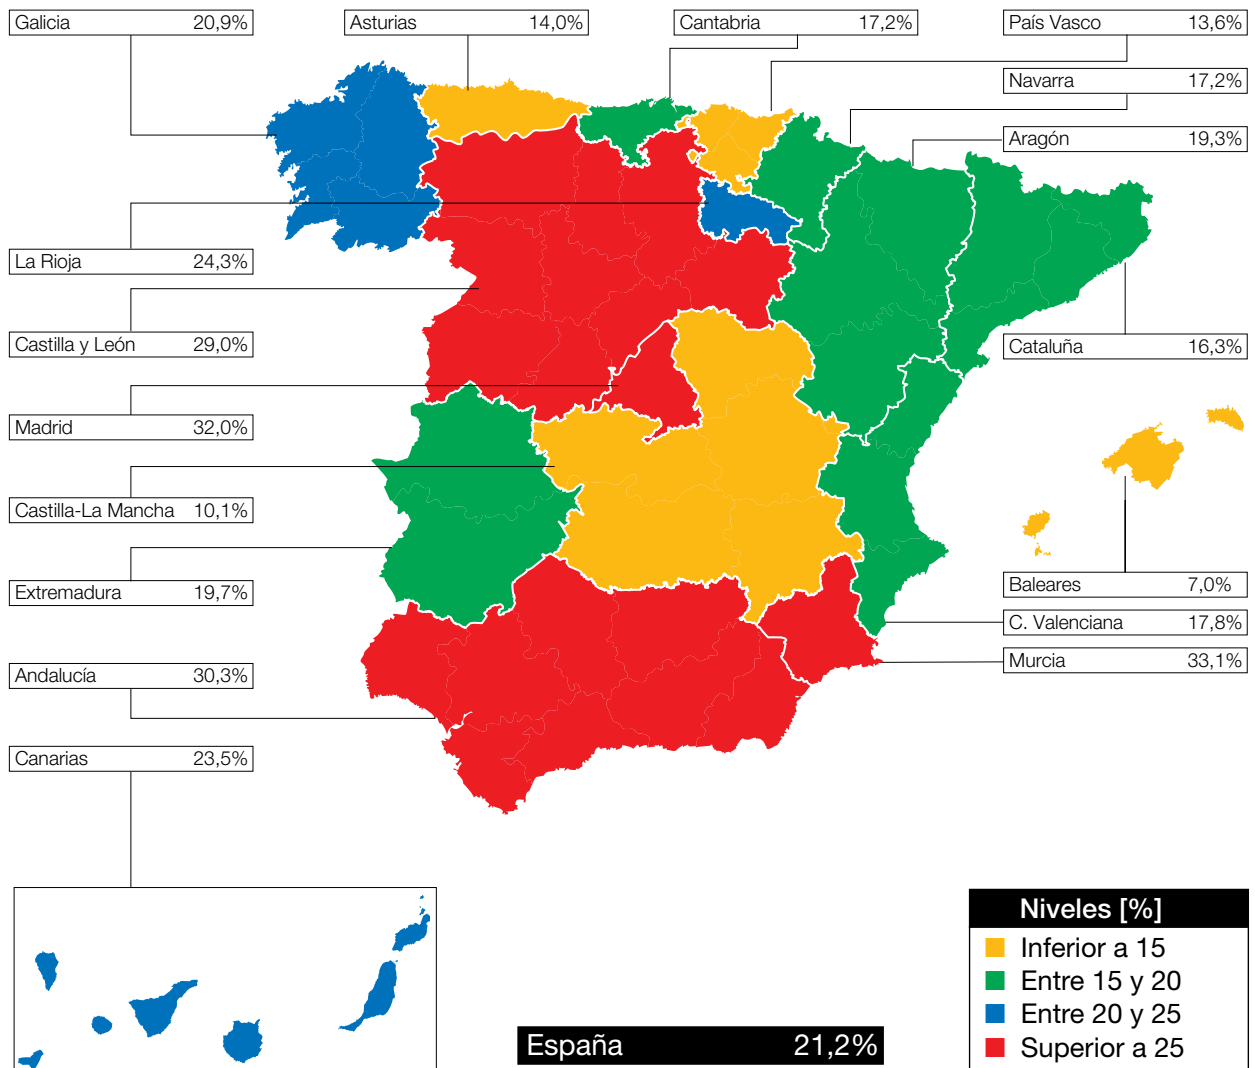 Galicia 20,9%
Asturias 14,0%
Cantabria 17,2%
País Vasco 13,6%
Navarra 17,2%
Aragón 19,3%
La Rioja 24,3%
Castilla y León 29,0%
Cataluña 16,3%
Madrid 32,0%
Castilla-La Mancha 10,1%
Extremadura 19,7%
Baleares 7,0%
C. Valenciana 17,8%
Murcia 33,1%
Andalucía 30,3%
Canarias 23,5%
Niveles [%]
Inferior a 15
Entre 15 y 20
Entre 20 y 25
Superior a 25
España 21,2%